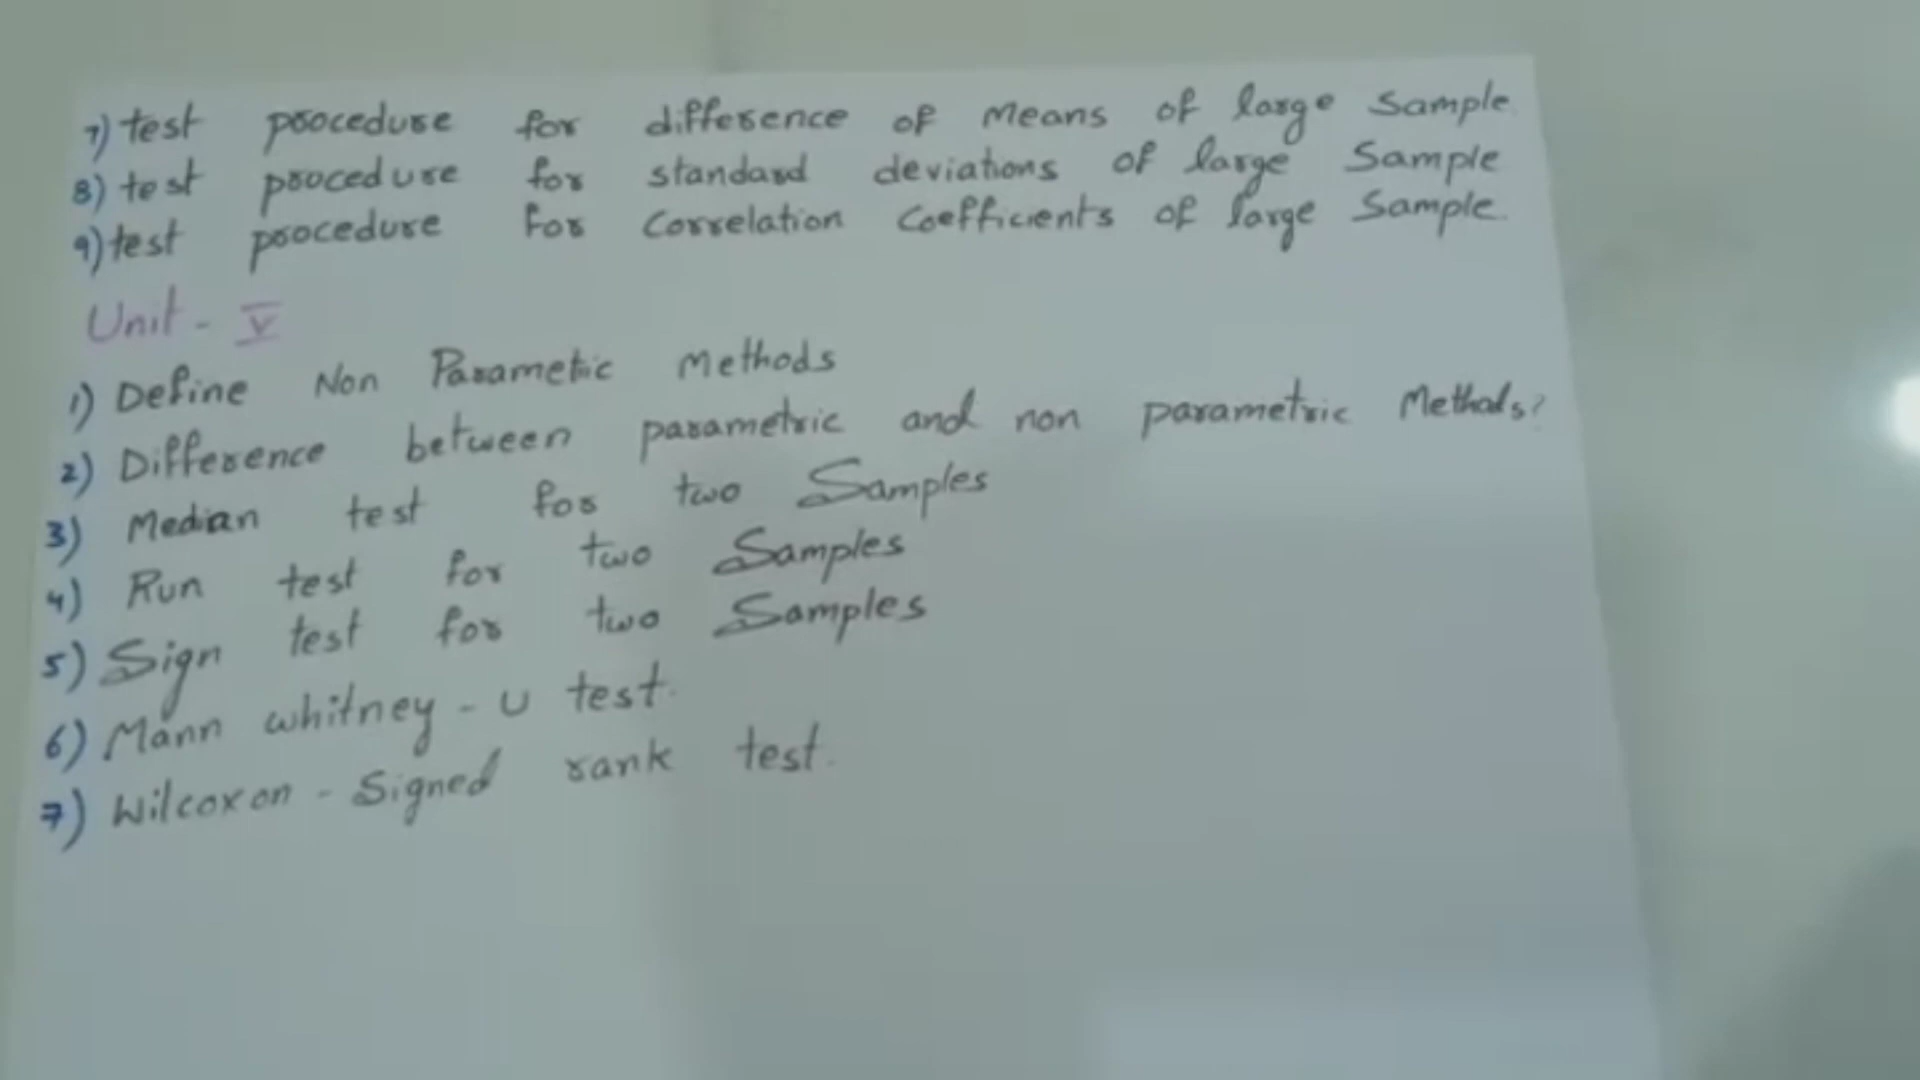 7) test procedure for difference of Means of large Sample
8) test procedure for standard deviations of large Sample
9) test procedure for Correlation Coefficients of large Sample.
Unit - V
1) Define Non Parametic Methods
2) Difference between parametric and non parametric Methods?
3) Median test for two Samples
4) Run test for two Samples
5) Sign test for two Samples
6) Mann whitney - U test.
7) Wilcoxon - Signed rank test.